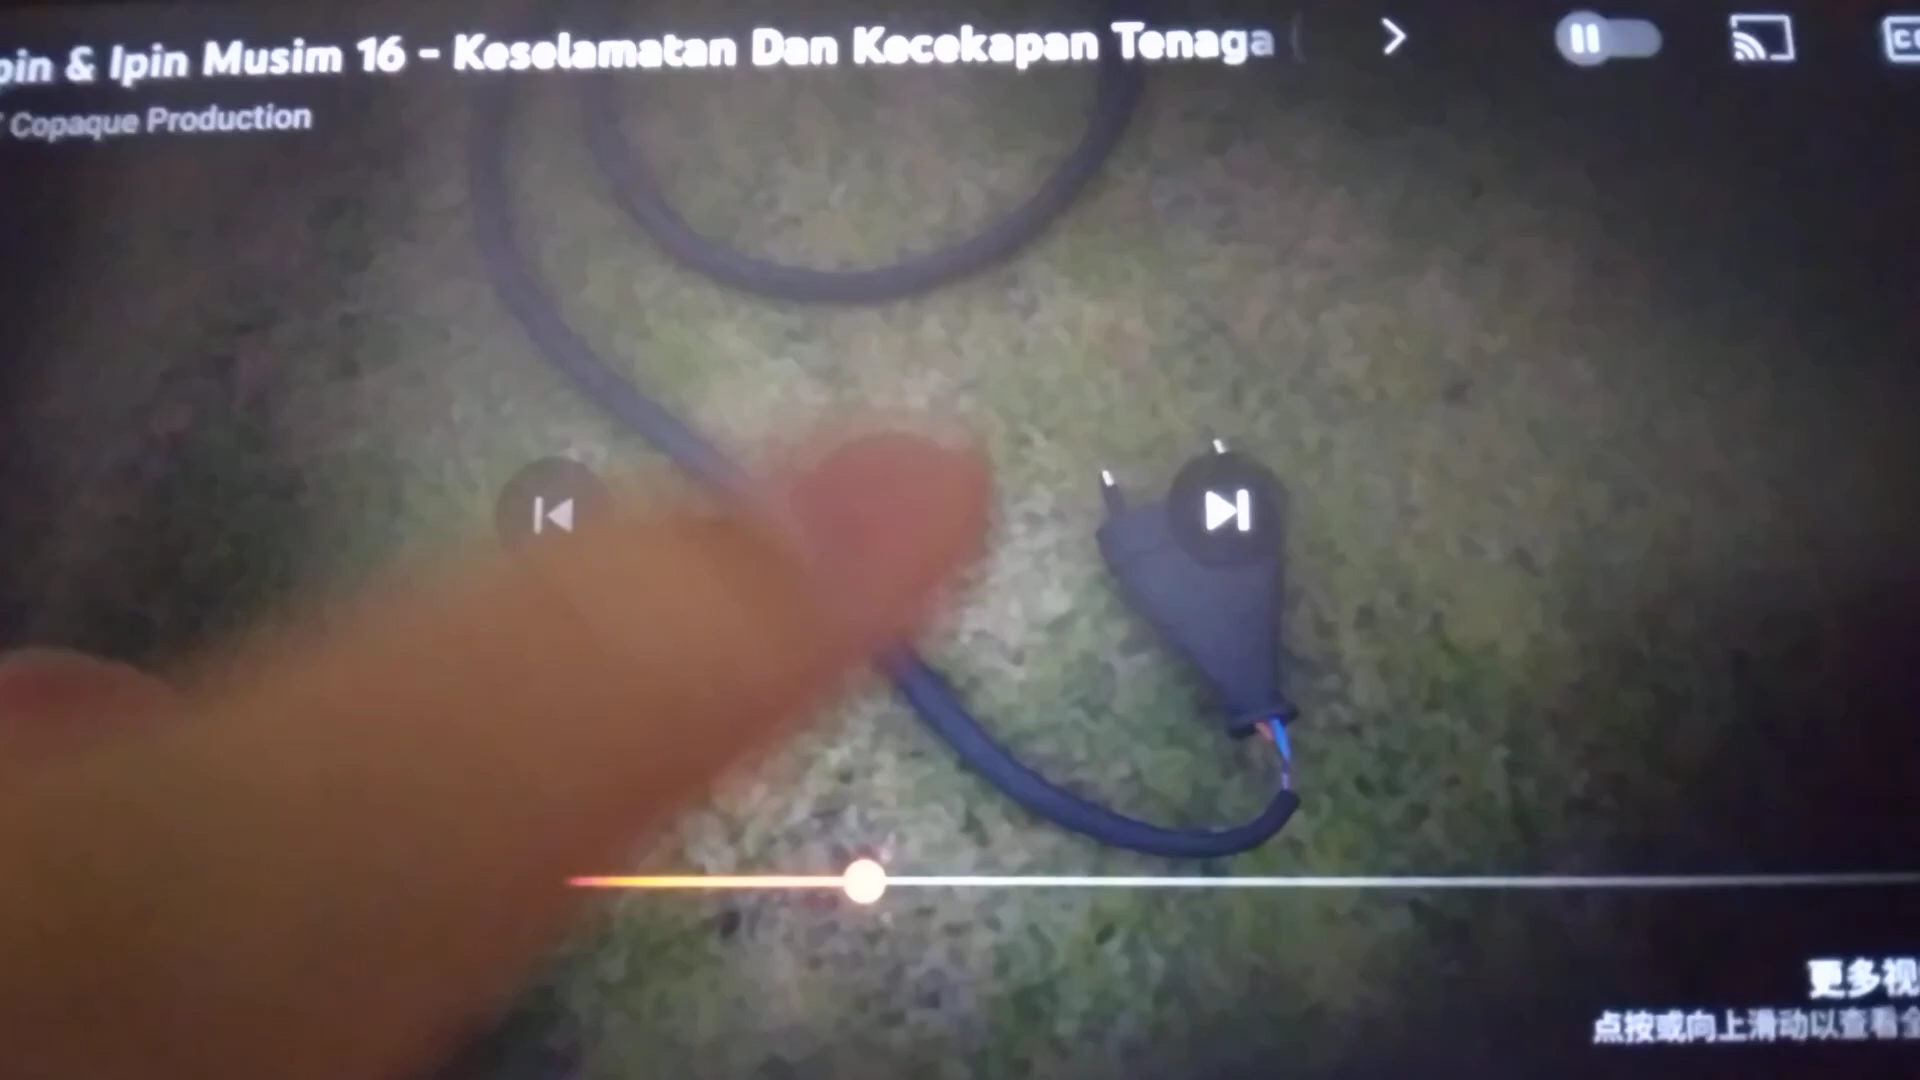 pin & Ipin Musim 16 - Keselamatan Dan Kecekapan Tenaga (
Copaque Production
更多视
点按或向上滑动以查看全